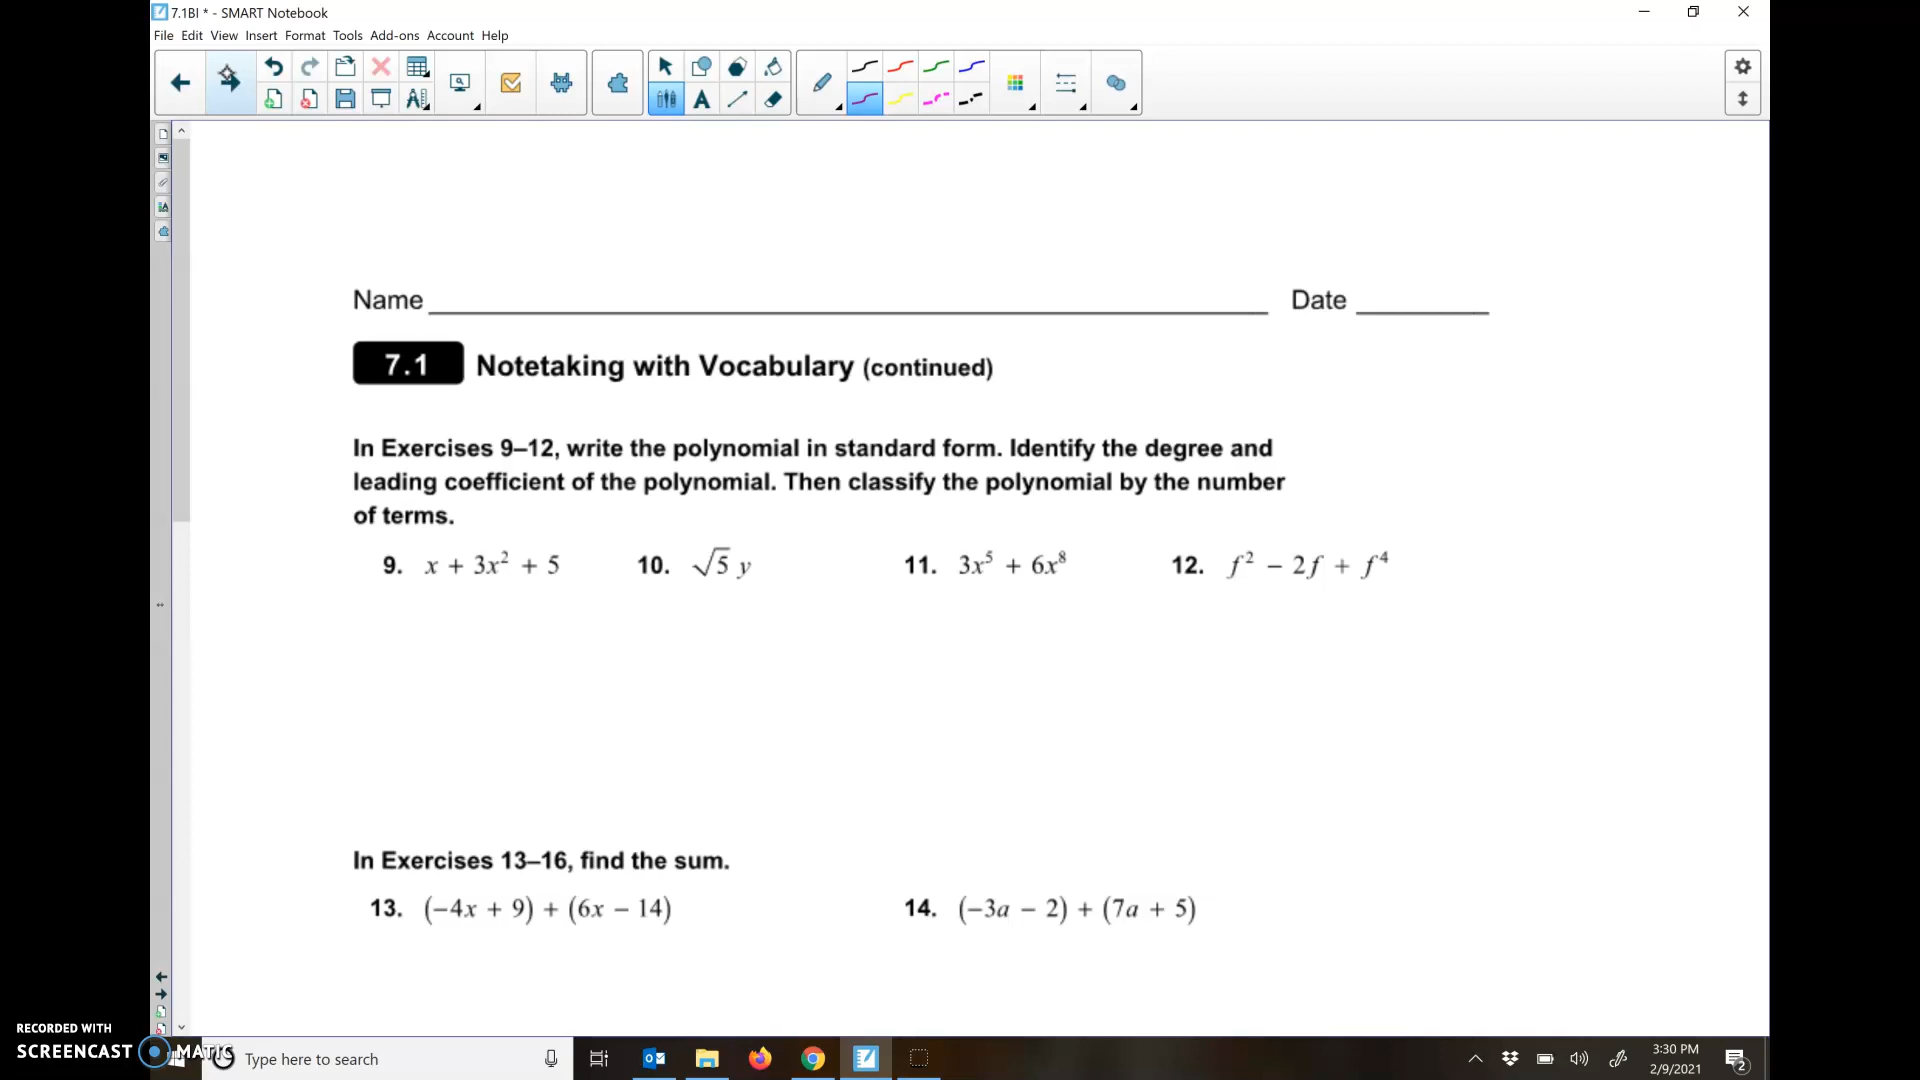 7.1BI * - SMART Notebook
File Edit View Insert Format Tools Add-ons Account Help
Name ______ Date ______
7.1 Notetaking with Vocabulary (continued)
In Exercises 9–12, write the polynomial in standard form. Identify the degree and
leading coefficient of the polynomial. Then classify the polynomial by the number
of terms.
9. x + 3x² + 5 10. √5 y 11. 3x⁵ + 6x⁸ 12. f² − 2f + f⁴
In Exercises 13–16, find the sum.
13. (−4x + 9) + (6x − 14) 14. (−3a − 2) + (7a + 5)
RECORDED WITH
SCREENCAST MATIC
Type here to search
3:30 PM
2/9/2021
2